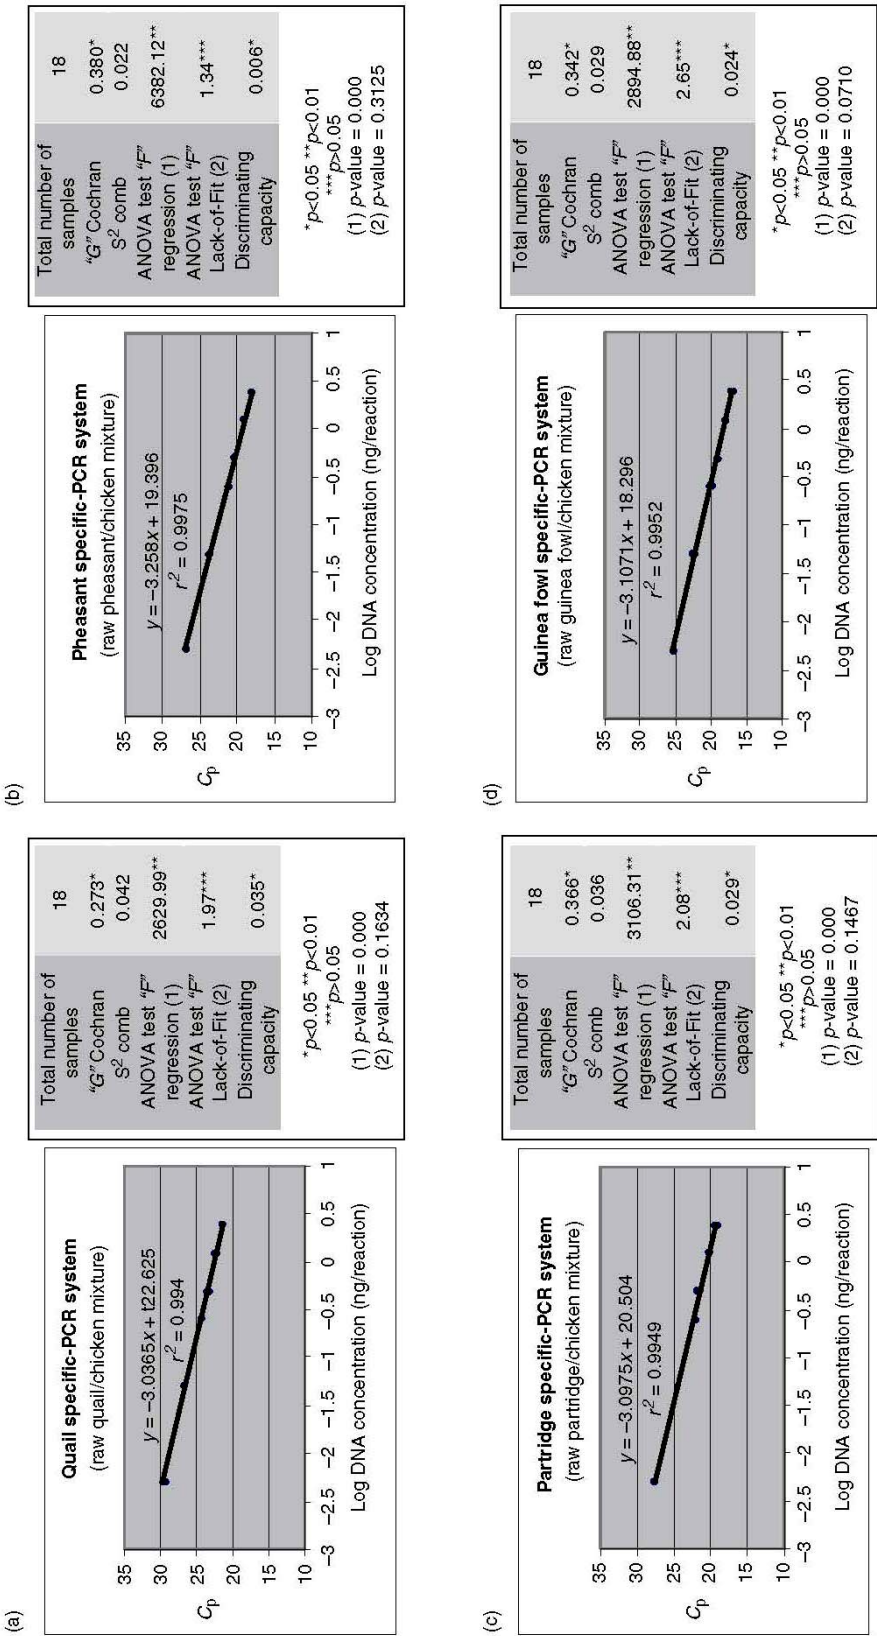 (a)
Quail specific-PCR system
(raw quail/chicken mixture)
y = −3.0365x + t22.625
r² = 0.994
35
30
25
20
15
10
Cp
−3 −2.5 −2 −1.5 −1 −0.5 0 0.5 1
Log DNA concentration (ng/reaction)
Total number of samples 18
"G" Cochran 0.273*
S² comb 0.042
ANOVA test "F" regression (1) 2629.99**
ANOVA test "F" Lack-of-Fit (2) 1.97***
Discriminating capacity 0.035*
*p<0.05 **p<0.01
***p>0.05
(1) p-value = 0.000
(2) p-value = 0.1634
(b)
Pheasant specific-PCR system
(raw pheasant/chicken mixture)
y = −3.258x + 19.396
r² = 0.9975
35
30
25
20
15
10
Cp
−3 −2.5 −2 −1.5 −1 −0.5 0 0.5 1
Log DNA concentration (ng/reaction)
Total number of samples 18
"G" Cochran 0.380*
S² comb 0.022
ANOVA test "F" regression (1) 6382.12**
ANOVA test "F" Lack-of-Fit (2) 1.34***
Discriminating capacity 0.006*
*p<0.05 **p<0.01
***p>0.05
(1) p-value = 0.000
(2) p-value = 0.3125
(c)
Partridge specific-PCR system
(raw partridge/chicken mixture)
y = −3.0975x + 20.504
r² = 0.9949
35
30
25
20
15
10
Cp
−3 −2.5 −2 −1.5 −1 −0.5 0 0.5 1
Log DNA concentration (ng/reaction)
Total number of samples 18
"G" Cochran 0.366*
S² comb 0.036
ANOVA test "F" regression (1) 3106.31**
ANOVA test "F" Lack-of-Fit (2) 2.08***
Discriminating capacity 0.029*
*p<0.05 **p<0.01
***p>0.05
(1) p-value = 0.000
(2) p-value = 0.1467
(d)
Guinea fowl specific-PCR system
(raw guinea fowl/chicken mixture)
y = −3.1071x + 18.296
r² = 0.9952
35
30
25
20
15
10
Cp
−3 −2.5 −2 −1.5 −1 −0.5 0 0.5 1
Log DNA concentration (ng/reaction)
Total number of samples 18
"G" Cochran 0.342*
S² comb 0.029
ANOVA test "F" regression (1) 2894.88**
ANOVA test "F" Lack-of-Fit (2) 2.65***
Discriminating capacity 0.024*
*p<0.05 **p<0.01
***p>0.05
(1) p-value = 0.000
(2) p-value = 0.0710